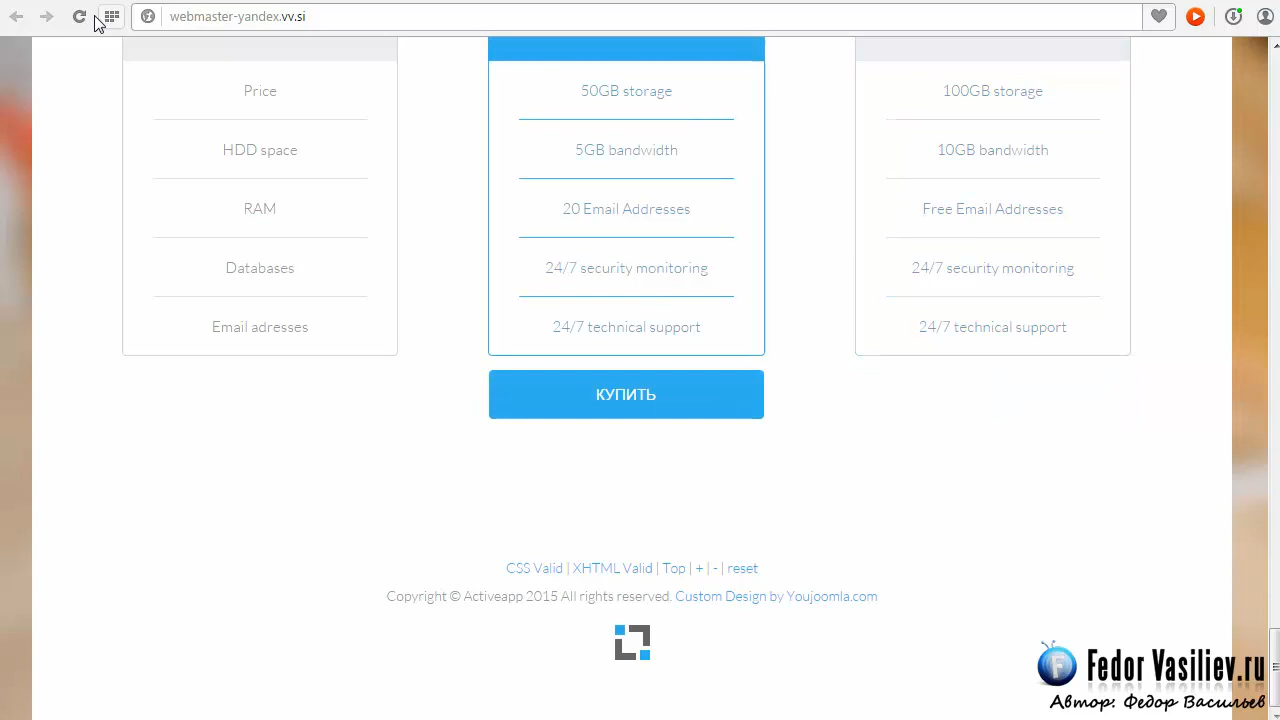 webmaster-yandex.vv.si
Price
50GB storage
100GB storage
HDD space
5GB bandwidth
10GB bandwidth
RAM
20 Email Addresses
Free Email Addresses
Databases
24/7 security monitoring
24/7 security monitoring
Email adresses
24/7 technical support
24/7 technical support
КУПИТЬ
CSS Valid | XHTML Valid | Top | + | - | reset
Copyright © Activeapp 2015 All rights reserved. Custom Design by Youjoomla.com
Fedor Vasiliev.ru
Автор: Федор Васильев